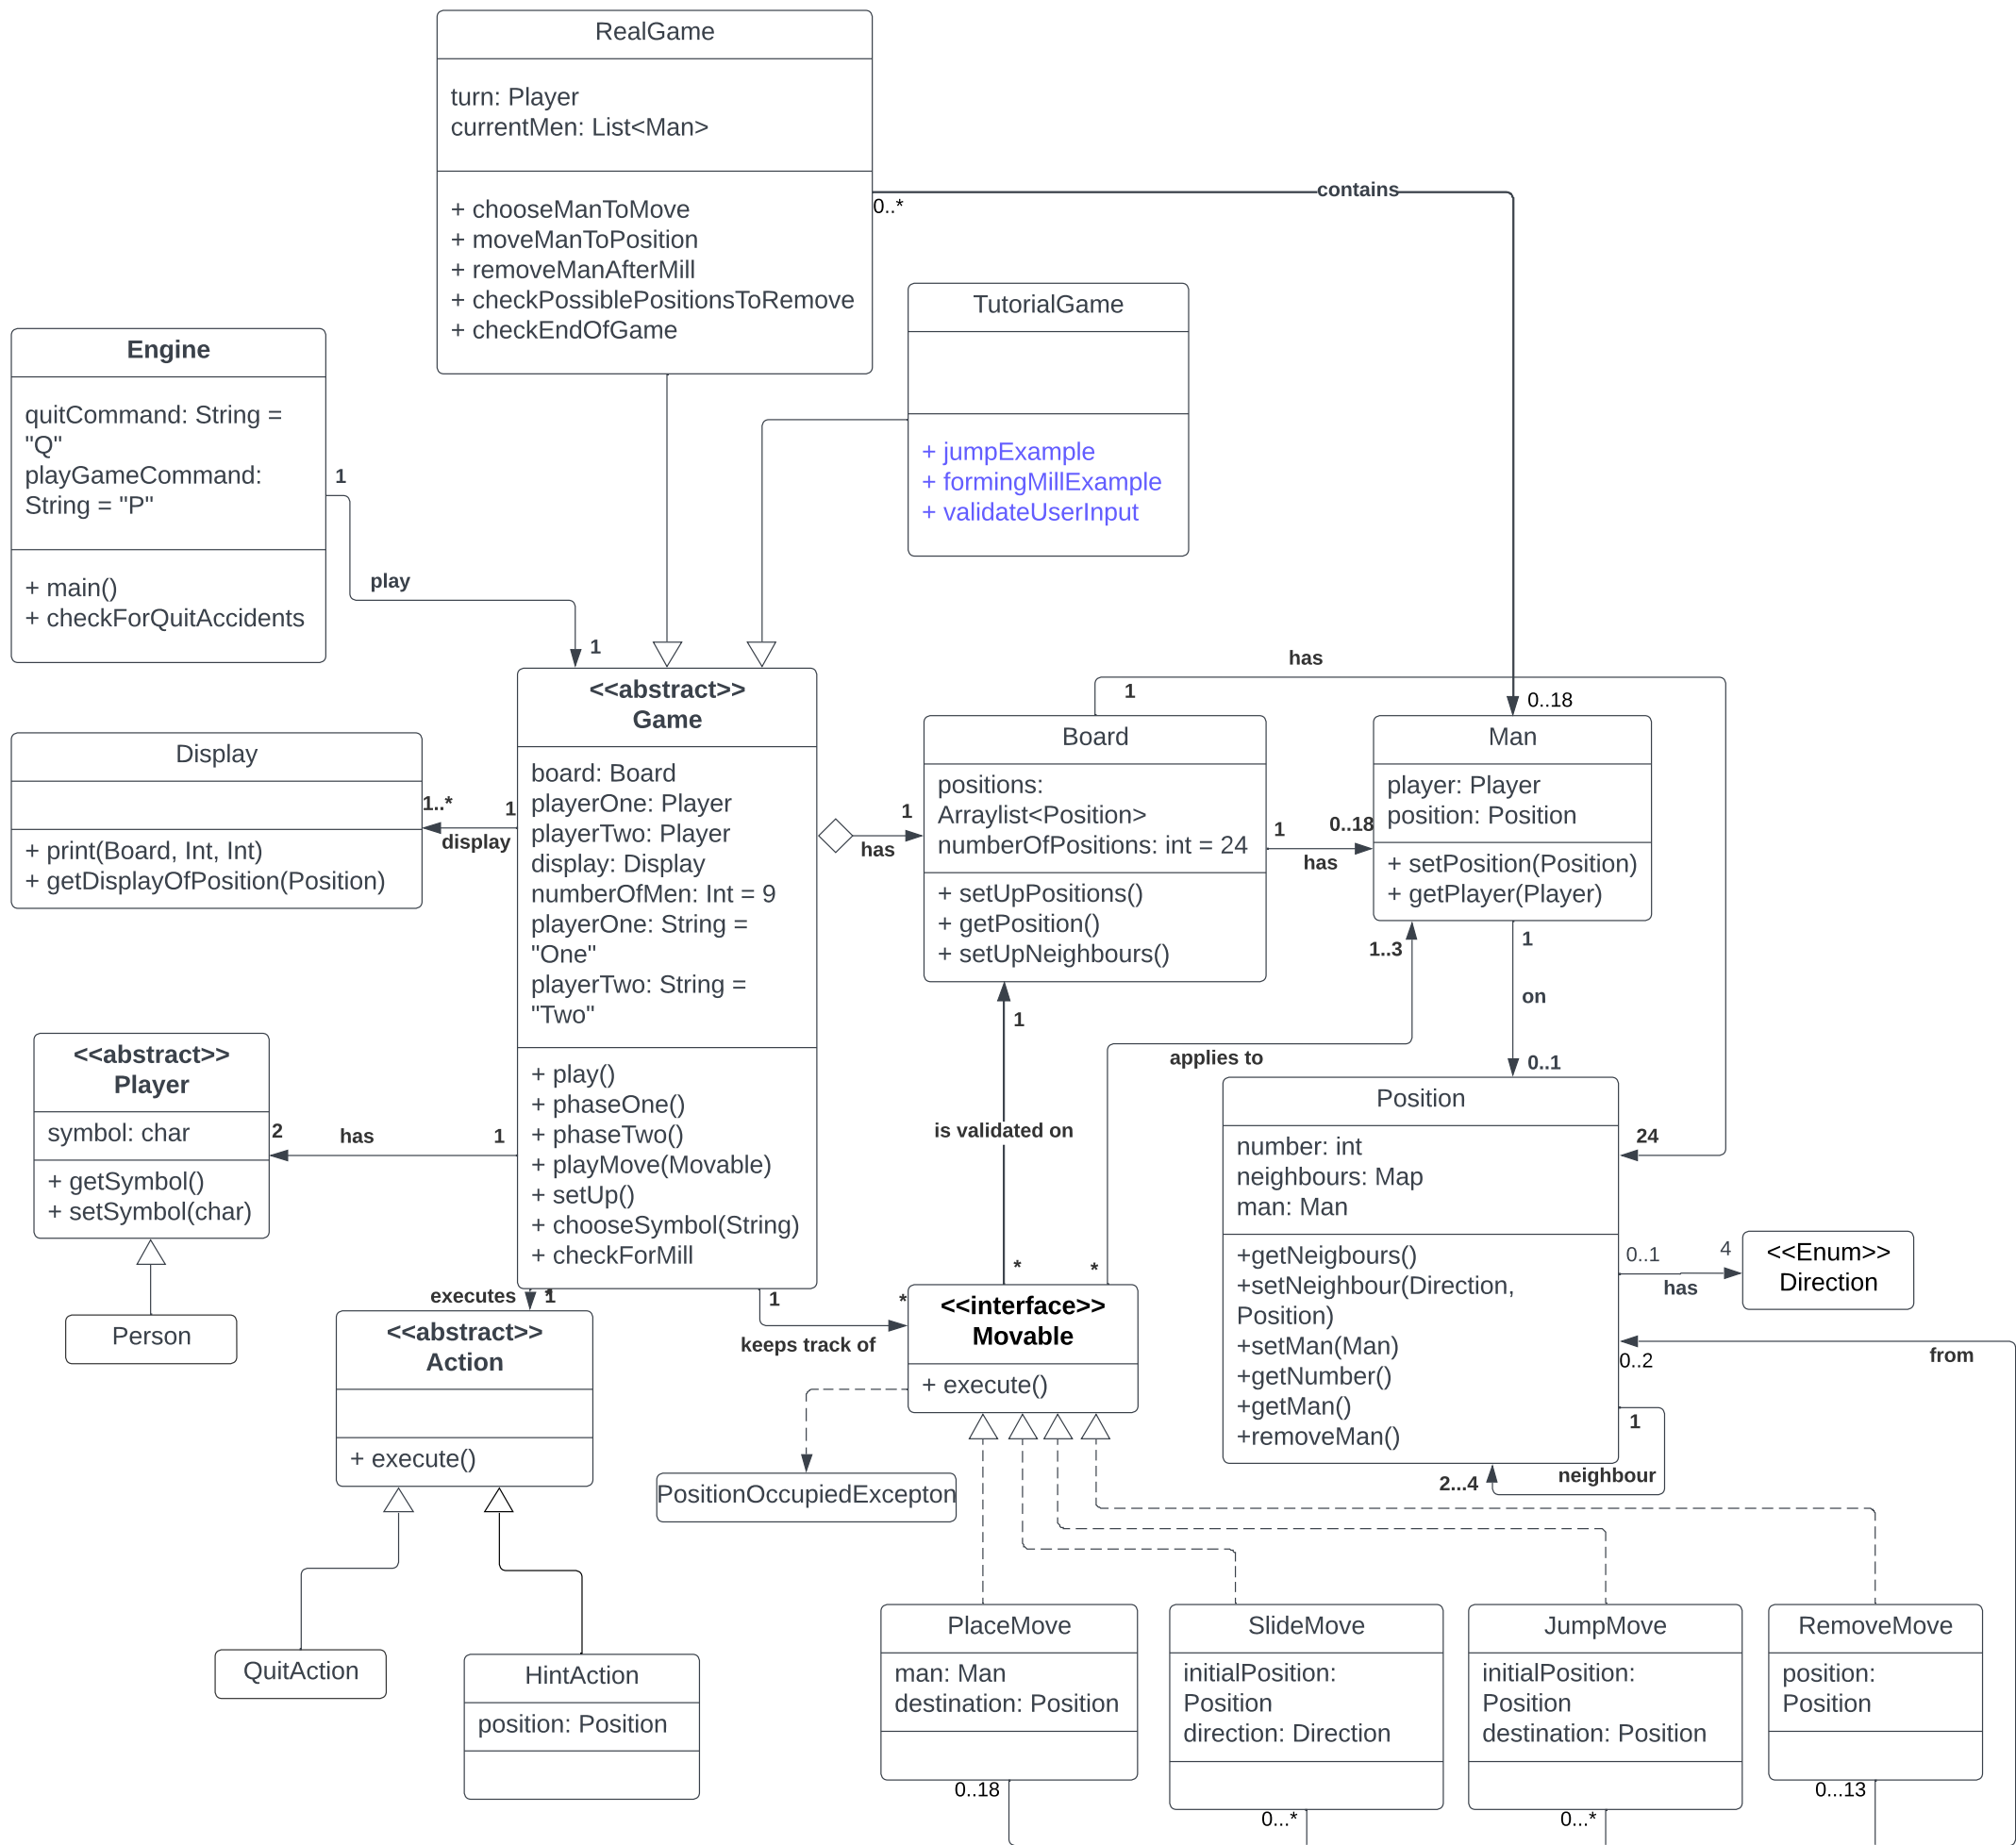 RealGame
turn: Player
currentMen: List<Man>
+ chooseManToMove
+ moveManToPosition
+ removeManAfterMill
+ checkPossiblePositionsToRemove
+ checkEndOfGame
0..*
contains
0..18
TutorialGame
+ jumpExample
+ formingMillExample
+ validateUserInput
Engine
quitCommand: String =
"Q"
playGameCommand:
String = "P"
+ main()
+ checkForQuitAccidents
1
play
1
Display
+ print(Board, Int, Int)
+ getDisplayOfPosition(Position)
1..*
1
display
<<abstract>>
Game
board: Board
playerOne: Player
playerTwo: Player
display: Display
numberOfMen: Int = 9
playerOne: String =
"One"
playerTwo: String =
"Two"
+ play()
+ phaseOne()
+ phaseTwo()
+ playMove(Movable)
+ setUp()
+ chooseSymbol(String)
+ checkForMill
1
has
has
1
Board
positions:
Arraylist<Position>
numberOfPositions: int = 24
+ setUpPositions()
+ getPosition()
+ setUpNeighbours()
1
0..18
has
Man
player: Player
position: Position
+ setPosition(Position)
+ getPlayer(Player)
1..3
1
on
0..1
1
applies to
is validated on
*
*
<<abstract>>
Player
symbol: char
+ getSymbol()
+ setSymbol(char)
2
has
1
Person
Position
number: int
neighbours: Map
man: Man
+getNeigbours()
+setNeighbour(Direction,
Position)
+setMan(Man)
+getNumber()
+getMan()
+removeMan()
24
0..1
4
has
<<Enum>>
Direction
0..2
from
1
neighbour
2...4
executes
*
1
<<abstract>>
Action
+ execute()
1
*
keeps track of
<<interface>>
Movable
+ execute()
PositionOccupiedExcepton
QuitAction
HintAction
position: Position
PlaceMove
man: Man
destination: Position
0..18
SlideMove
initialPosition:
Position
direction: Direction
0...*
JumpMove
initialPosition:
Position
destination: Position
0...*
RemoveMove
position:
Position
0...13